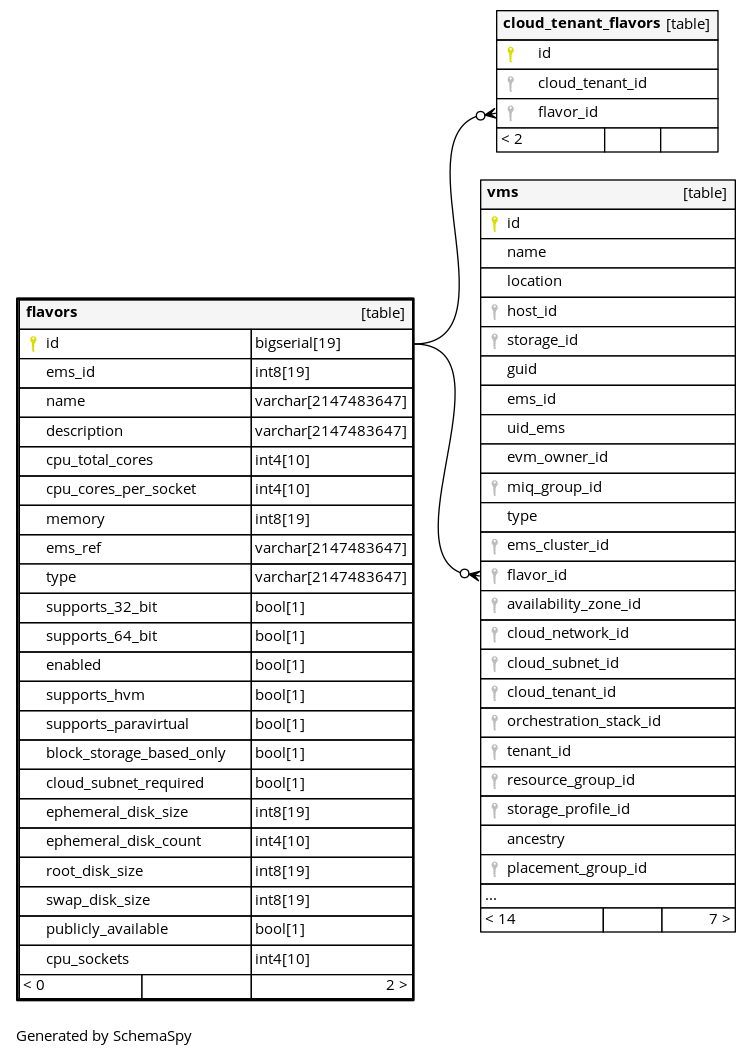 cloud_tenant_flavors [table]
id
cloud_tenant_id
flavor_id
< 2
vms [table]
id
name
location
host_id
storage_id
guid
ems_id
uid_ems
evm_owner_id
miq_group_id
type
ems_cluster_id
flavor_id
availability_zone_id
cloud_network_id
cloud_subnet_id
cloud_tenant_id
orchestration_stack_id
tenant_id
resource_group_id
storage_profile_id
ancestry
placement_group_id
...
< 14 7 >
flavors [table]
id bigserial[19]
ems_id int8[19]
name varchar[2147483647]
description varchar[2147483647]
cpu_total_cores int4[10]
cpu_cores_per_socket int4[10]
memory int8[19]
ems_ref varchar[2147483647]
type varchar[2147483647]
supports_32_bit bool[1]
supports_64_bit bool[1]
enabled bool[1]
supports_hvm bool[1]
supports_paravirtual bool[1]
block_storage_based_only bool[1]
cloud_subnet_required bool[1]
ephemeral_disk_size int8[19]
ephemeral_disk_count int4[10]
root_disk_size int8[19]
swap_disk_size int8[19]
publicly_available bool[1]
cpu_sockets int4[10]
< 0 2 >
Generated by SchemaSpy